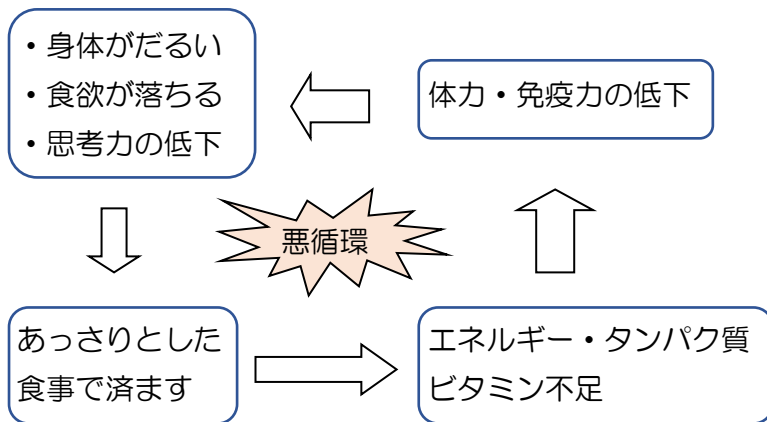 ・身体がだるい
・食欲が落ちる
・思考力の低下
体力・免疫力の低下
悪循環
あっさりとした
食事で済ます
エネルギー・タンパク質
ビタミン不足